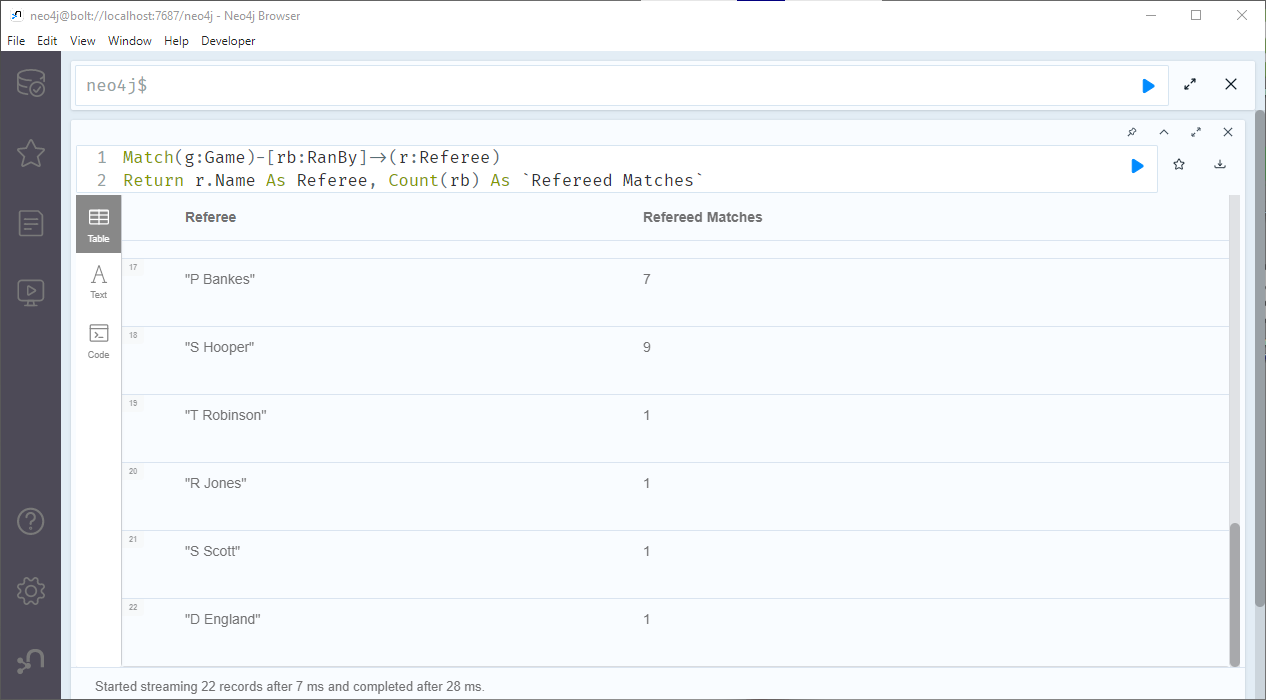 neo4j@bolt://localhost:7687/neo4j - Neo4j Browser
File Edit View Window Help Developer
neo4j$
1 Match(g:Game)-[rb:RanBy]->(r:Referee)
2 Return r.Name As Referee, Count(rb) As `Refereed Matches`
Table
Text
Code
Referee Refereed Matches
17 "P Bankes" 7
18 "S Hooper" 9
19 "T Robinson" 1
20 "R Jones" 1
21 "S Scott" 1
22 "D England" 1
Started streaming 22 records after 7 ms and completed after 28 ms.